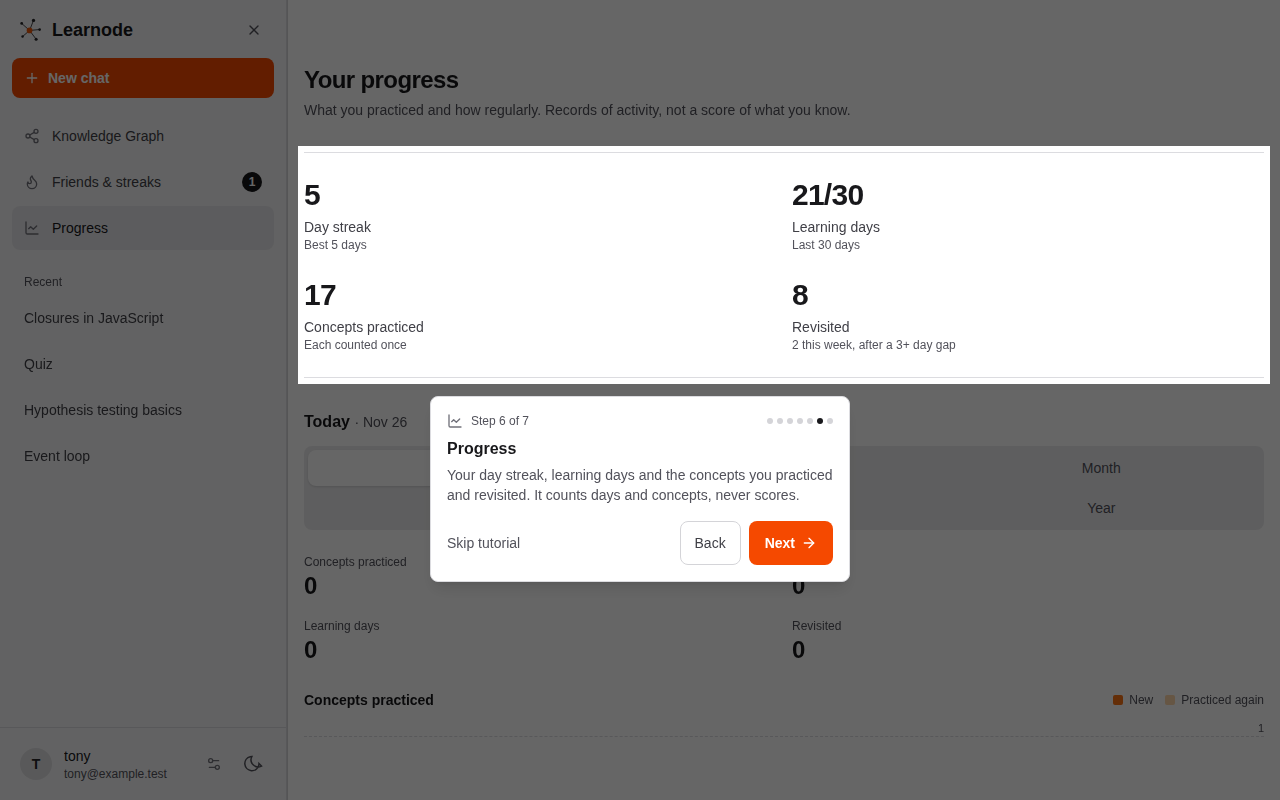 Learnode
New chat
Knowledge Graph
Friends & streaks
1
Progress
Recent
Closures in JavaScript
Quiz
Hypothesis testing basics
Event loop
T
tony
tony@example.test
Your progress
What you practiced and how regularly. Records of activity, not a score of what you know.
5
Day streak
Best 5 days
21/30
Learning days
Last 30 days
17
Concepts practiced
Each counted once
8
Revisited
2 this week, after a 3+ day gap
Today · Nov 26
Month
Year
Step 6 of 7
Progress
Your day streak, learning days and the concepts you practiced
and revisited. It counts days and concepts, never scores.
Skip tutorial
Back
Next
Concepts practiced
0
0
Learning days
0
Revisited
0
Concepts practiced
New
Practiced again
1